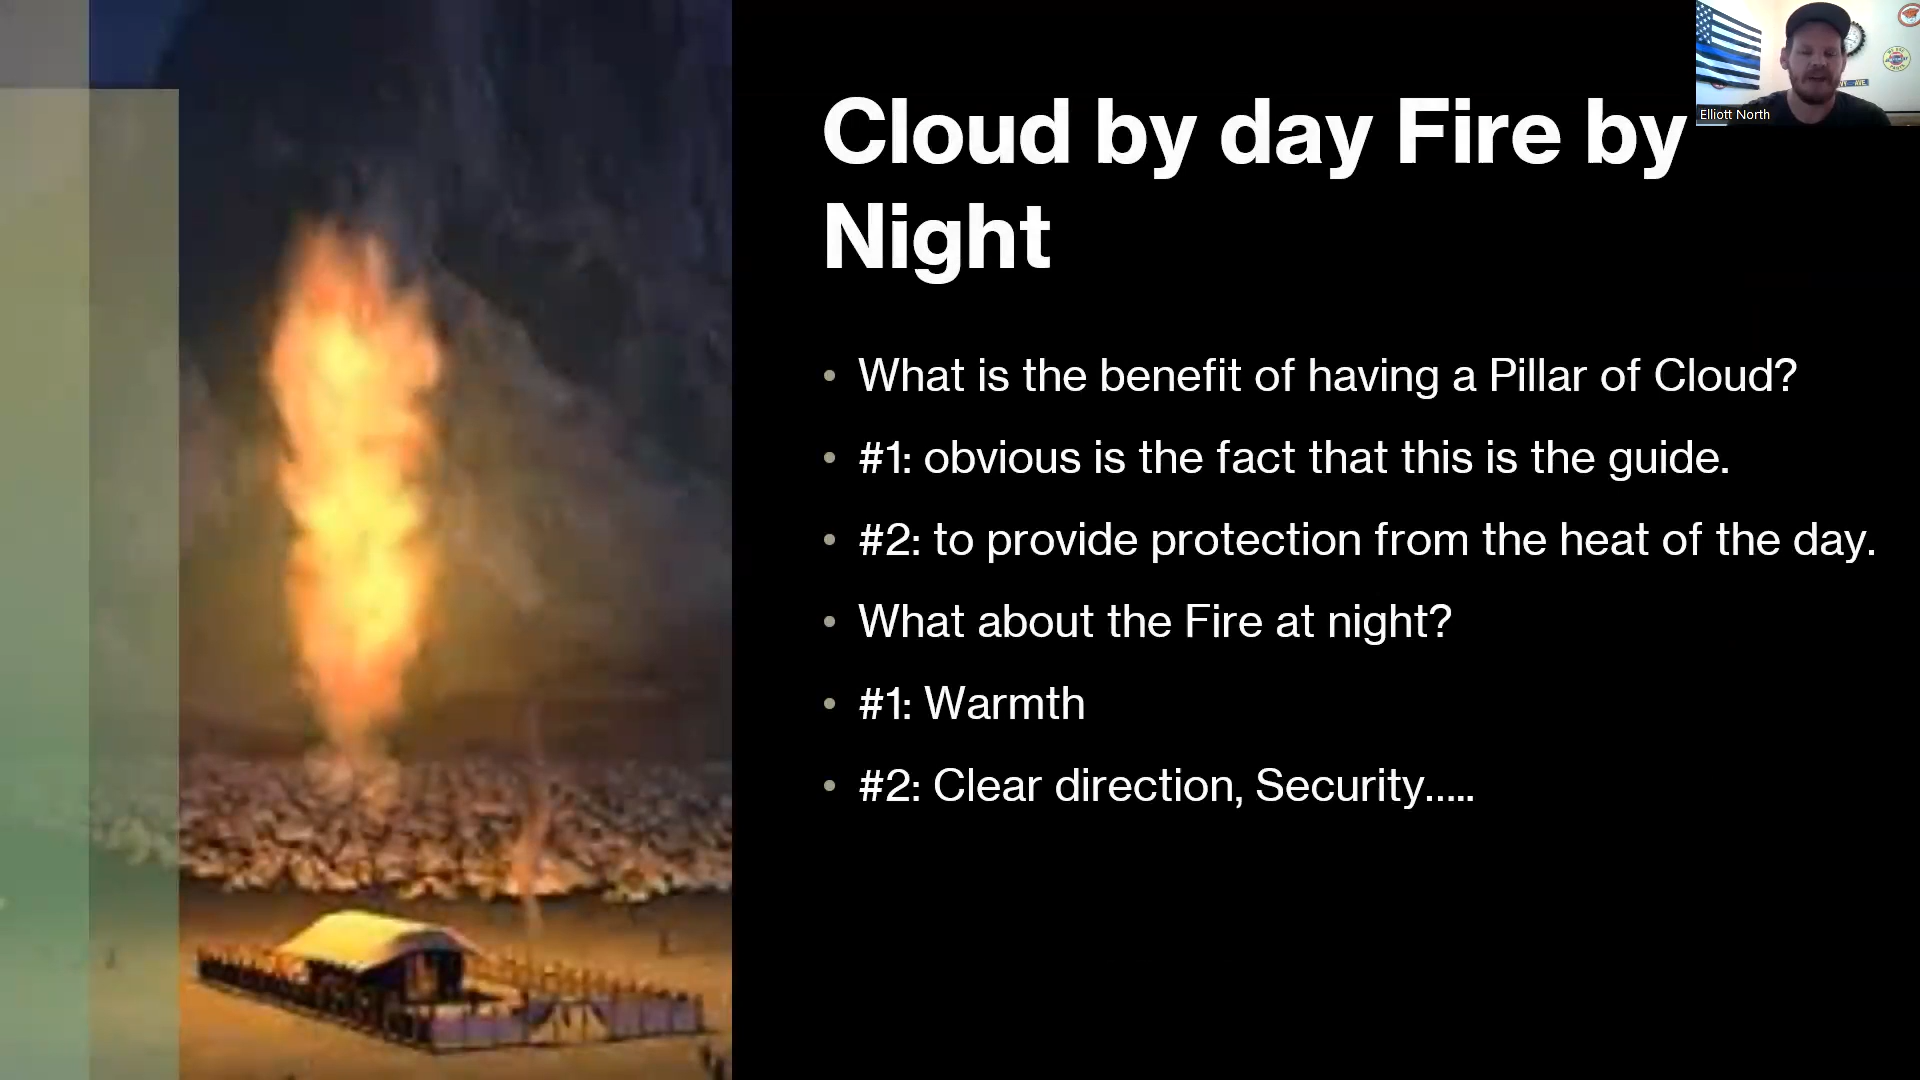 Cloud by day Fire by
Night
Elliott North
• What is the benefit of having a Pillar of Cloud?
• #1: obvious is the fact that this is the guide.
• #2: to provide protection from the heat of the day.
• What about the Fire at night?
• #1: Warmth
• #2: Clear direction, Security.....